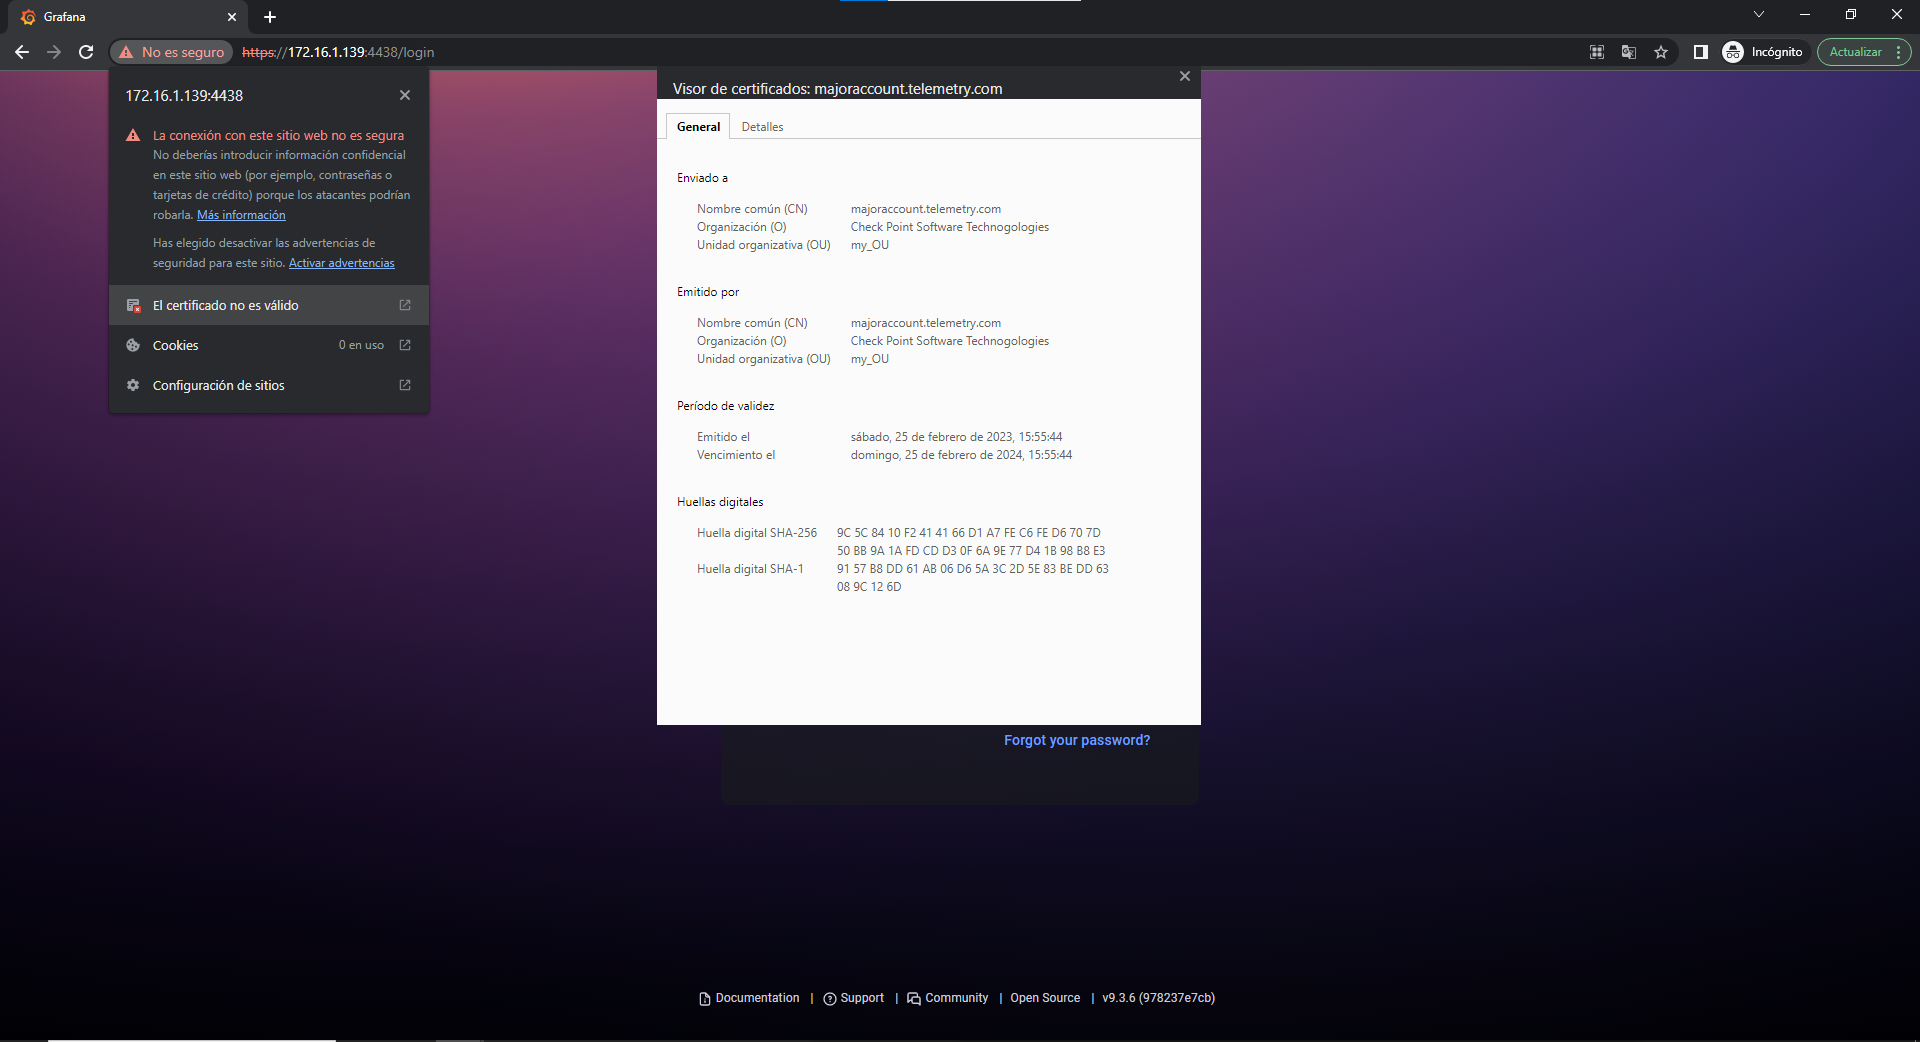 Grafana
No es seguro
https://172.16.1.139:4438/login
Incógnito
Actualizar
172.16.1.139:4438
La conexión con este sitio web no es segura
No deberías introducir información confidencial
en este sitio web (por ejemplo, contraseñas o
tarjetas de crédito) porque los atacantes podrían
robarla. Más información
Has elegido desactivar las advertencias de
seguridad para este sitio. Activar advertencias
El certificado no es válido
Cookies 0 en uso
Configuración de sitios
Visor de certificados: majoraccount.telemetry.com
General Detalles
Enviado a
Nombre común (CN) majoraccount.telemetry.com
Organización (O) Check Point Software Technogologies
Unidad organizativa (OU) my_OU
Emitido por
Nombre común (CN) majoraccount.telemetry.com
Organización (O) Check Point Software Technogologies
Unidad organizativa (OU) my_OU
Período de validez
Emitido el sábado, 25 de febrero de 2023, 15:55:44
Vencimiento el domingo, 25 de febrero de 2024, 15:55:44
Huellas digitales
Huella digital SHA-256 9C 5C 84 10 F2 41 41 66 D1 A7 FE C6 FE D6 70 7D
50 BB 9A 1A FD CD D3 0F 6A 9E 77 D4 1B 98 B8 E3
Huella digital SHA-1 91 57 B8 DD 61 AB 06 D6 5A 3C 2D 5E 83 BE DD 63
08 9C 12 6D
Forgot your password?
Documentation | Support | Community | Open Source | v9.3.6 (978237e7cb)